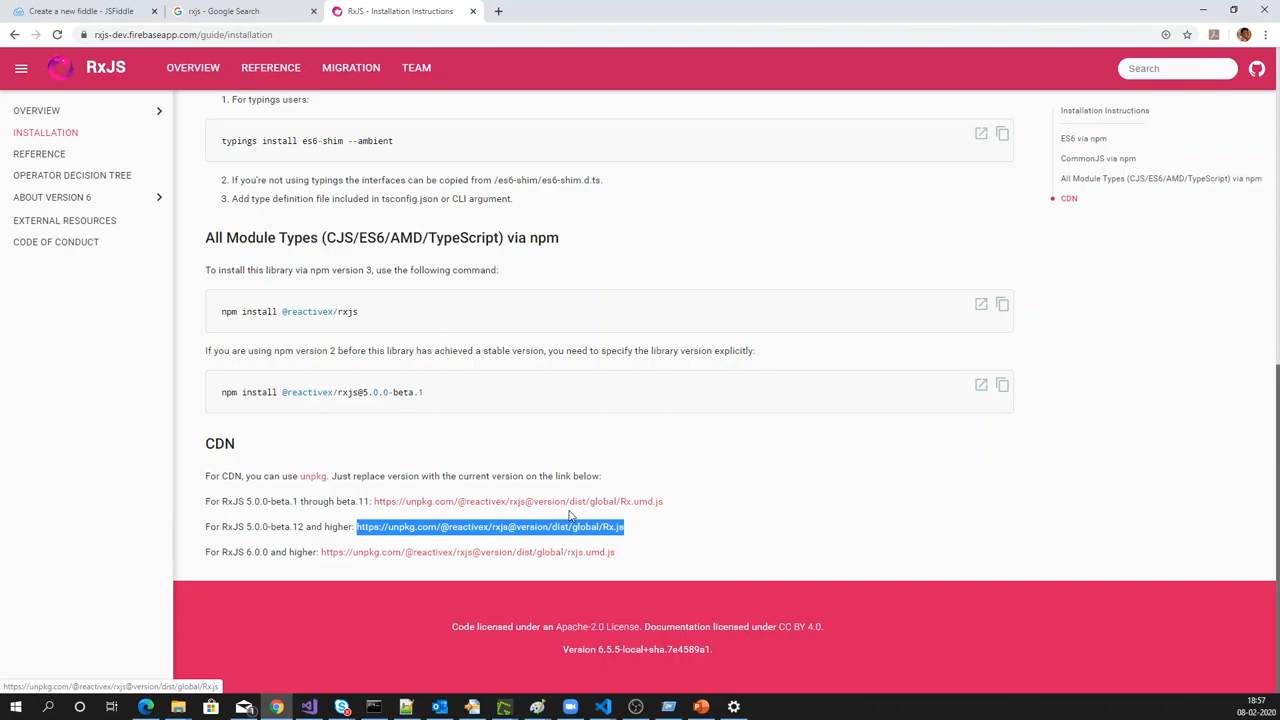 Create a new fiddle - JSFiddle
rxjs - Google Search
RxJS - Installation Instructions
rxjs-dev.firebaseapp.com/guide/installation
RxJS
OVERVIEW
REFERENCE
MIGRATION
TEAM
Search
OVERVIEW
INSTALLATION
REFERENCE
OPERATOR DECISION TREE
ABOUT VERSION 6
EXTERNAL RESOURCES
CODE OF CONDUCT
1. For typings users:
typings install es6-shim --ambient
2. If you're not using typings the interfaces can be copied from /es6-shim/es6-shim.d.ts.
3. Add type definition file included in tsconfig.json or CLI argument.
All Module Types (CJS/ES6/AMD/TypeScript) via npm
To install this library via npm version 3, use the following command:
npm install @reactivex/rxjs
If you are using npm version 2 before this library has achieved a stable version, you need to specify the library version explicitly:
npm install @reactivex/rxjs@5.0.0-beta.1
CDN
For CDN, you can use unpkg. Just replace version with the current version on the link below:
For RxJS 5.0.0-beta.1 through beta.11: https://unpkg.com/@reactivex/rxjs@version/dist/global/Rx.umd.js
For RxJS 5.0.0-beta.12 and higher: https://unpkg.com/@reactivex/rxjs@version/dist/global/Rx.js
For RxJS 6.0.0 and higher: https://unpkg.com/@reactivex/rxjs@version/dist/global/rxjs.umd.js
Installation Instructions
ES6 via npm
CommonJS via npm
All Module Types (CJS/ES6/AMD/TypeScript) via npm
CDN
Code licensed under an Apache-2.0 License. Documentation licensed under CC BY 4.0.
Version 6.5.5-local+sha.7e4589a1.
https://unpkg.com/@reactivex/rxjs@version/dist/global/Rx.js
18:57
08-02-2020